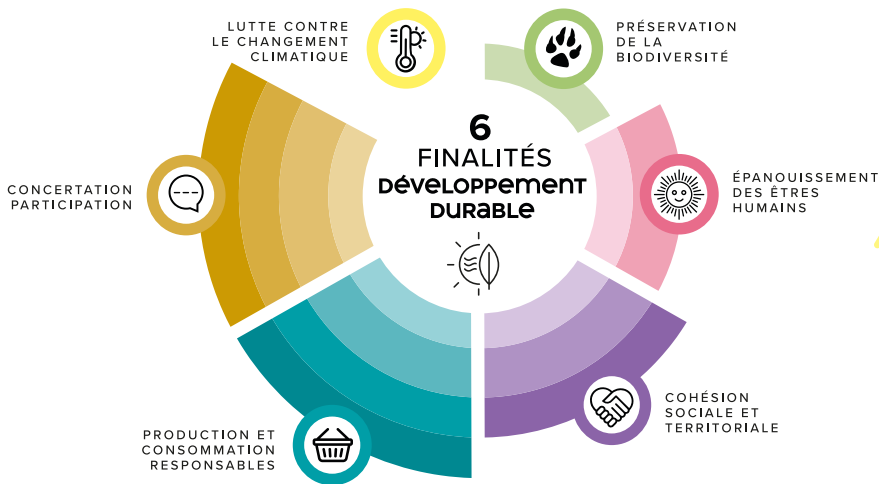 LUTTE CONTRE
LE CHANGEMENT
CLIMATIQUE
PRÉSERVATION
DE LA
BIODIVERSITÉ
6
FINALITÉS
DÉVELOPPEMENT
DURABLE
CONCERTATION
PARTICIPATION
ÉPANOUISSEMENT
DES ÊTRES
HUMAINS
PRODUCTION ET
CONSOMMATION
RESPONSABLES
COHÉSION
SOCIALE ET
TERRITORIALE